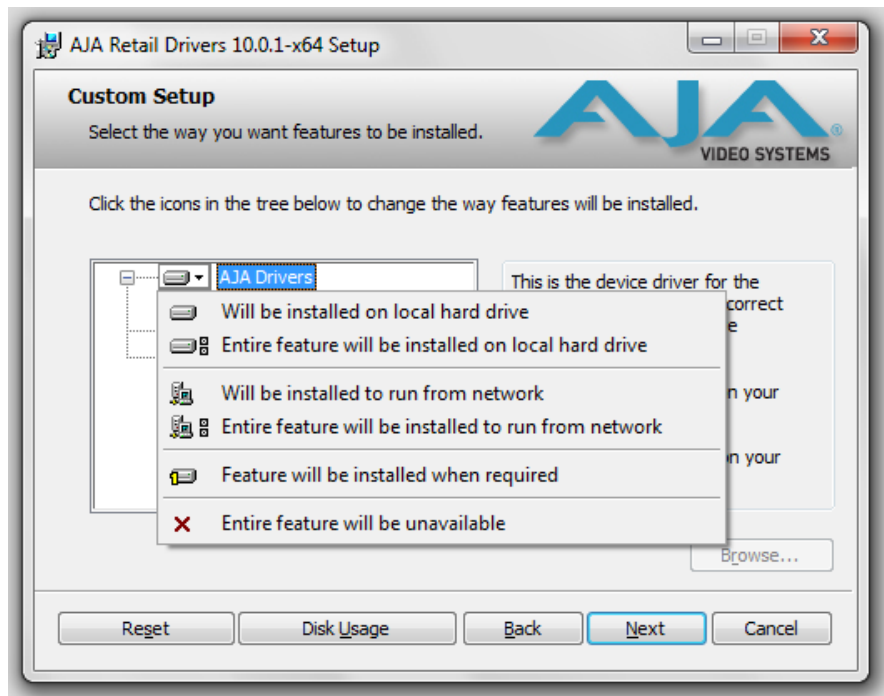 AJA Retail Drivers 10.0.1-x64 Setup
Custom Setup
Select the way you want features to be installed.
AJA
®
VIDEO SYSTEMS
Click the icons in the tree below to change the way features will be installed.
AJA Drivers
This is the device driver for the
correct
Will be installed on local hard drive
Entire feature will be installed on local hard drive
Will be installed to run from network
n your
Entire feature will be installed to run from network
on your
Feature will be installed when required
Entire feature will be unavailable
Browse...
Reset
Disk Usage
Back
Next
Cancel